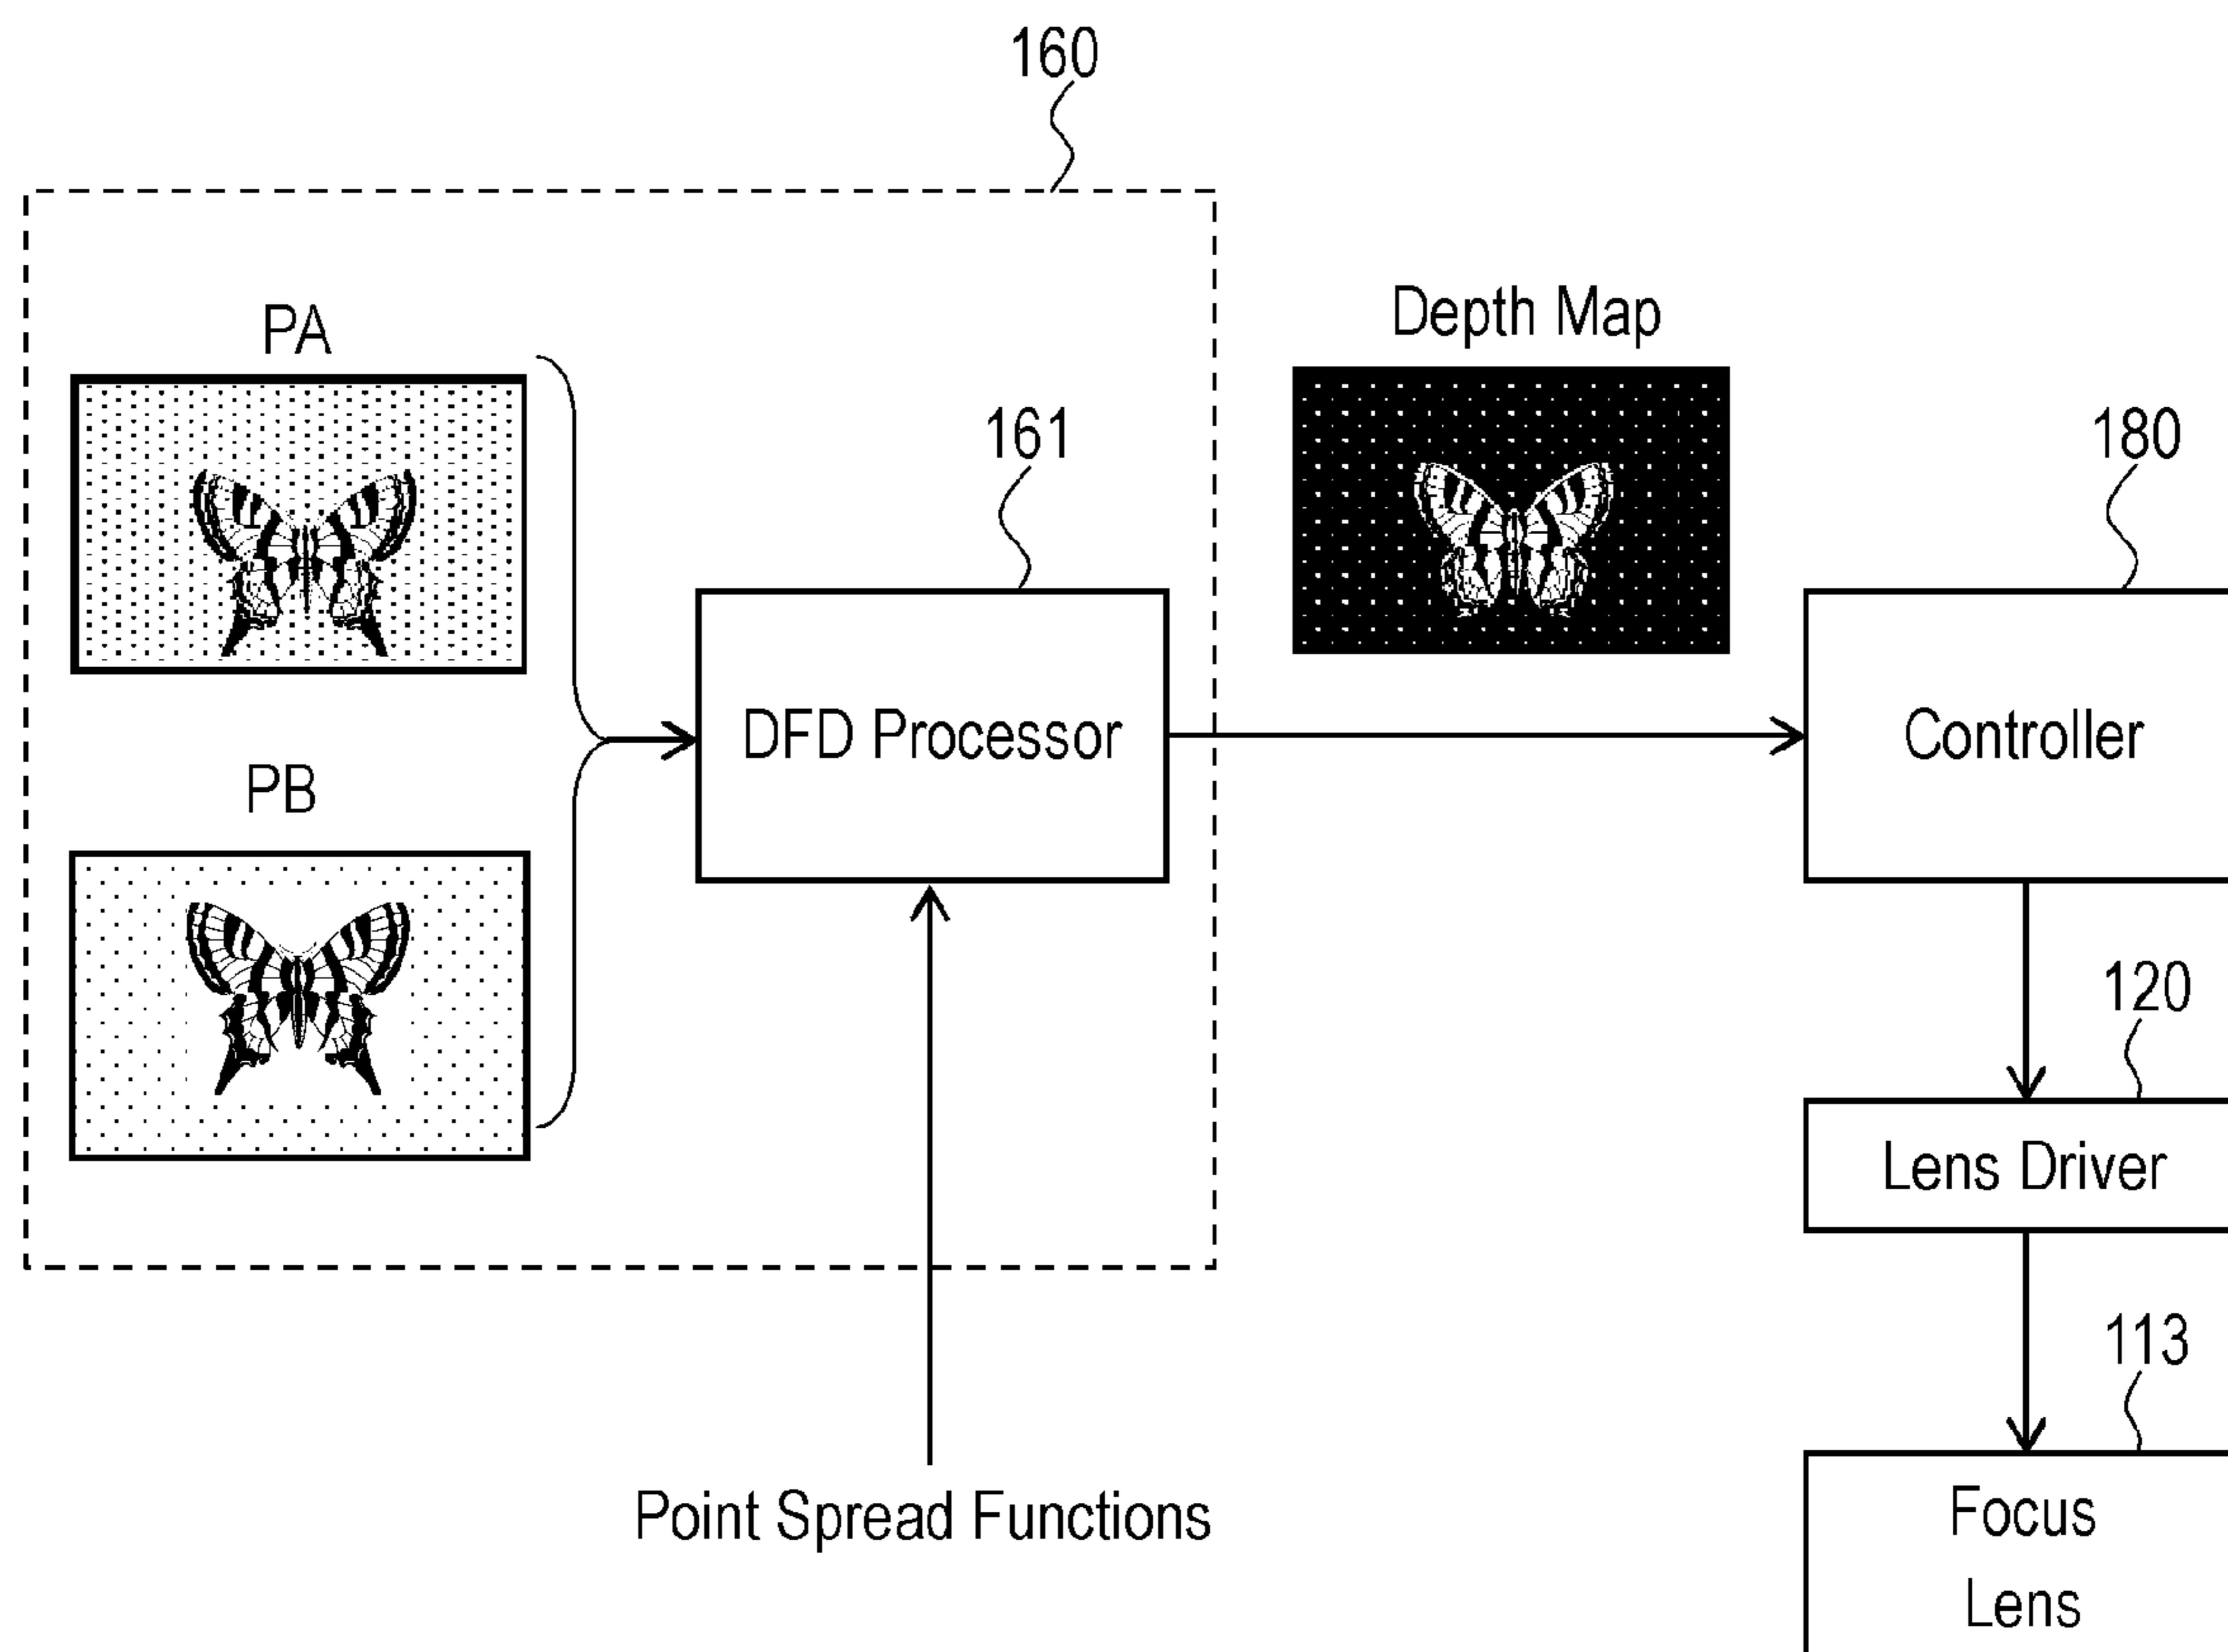 160
PA
Depth Map
161
180
DFD Processor
Controller
PB
120
Lens Driver
113
Point Spread Functions
Focus
Lens